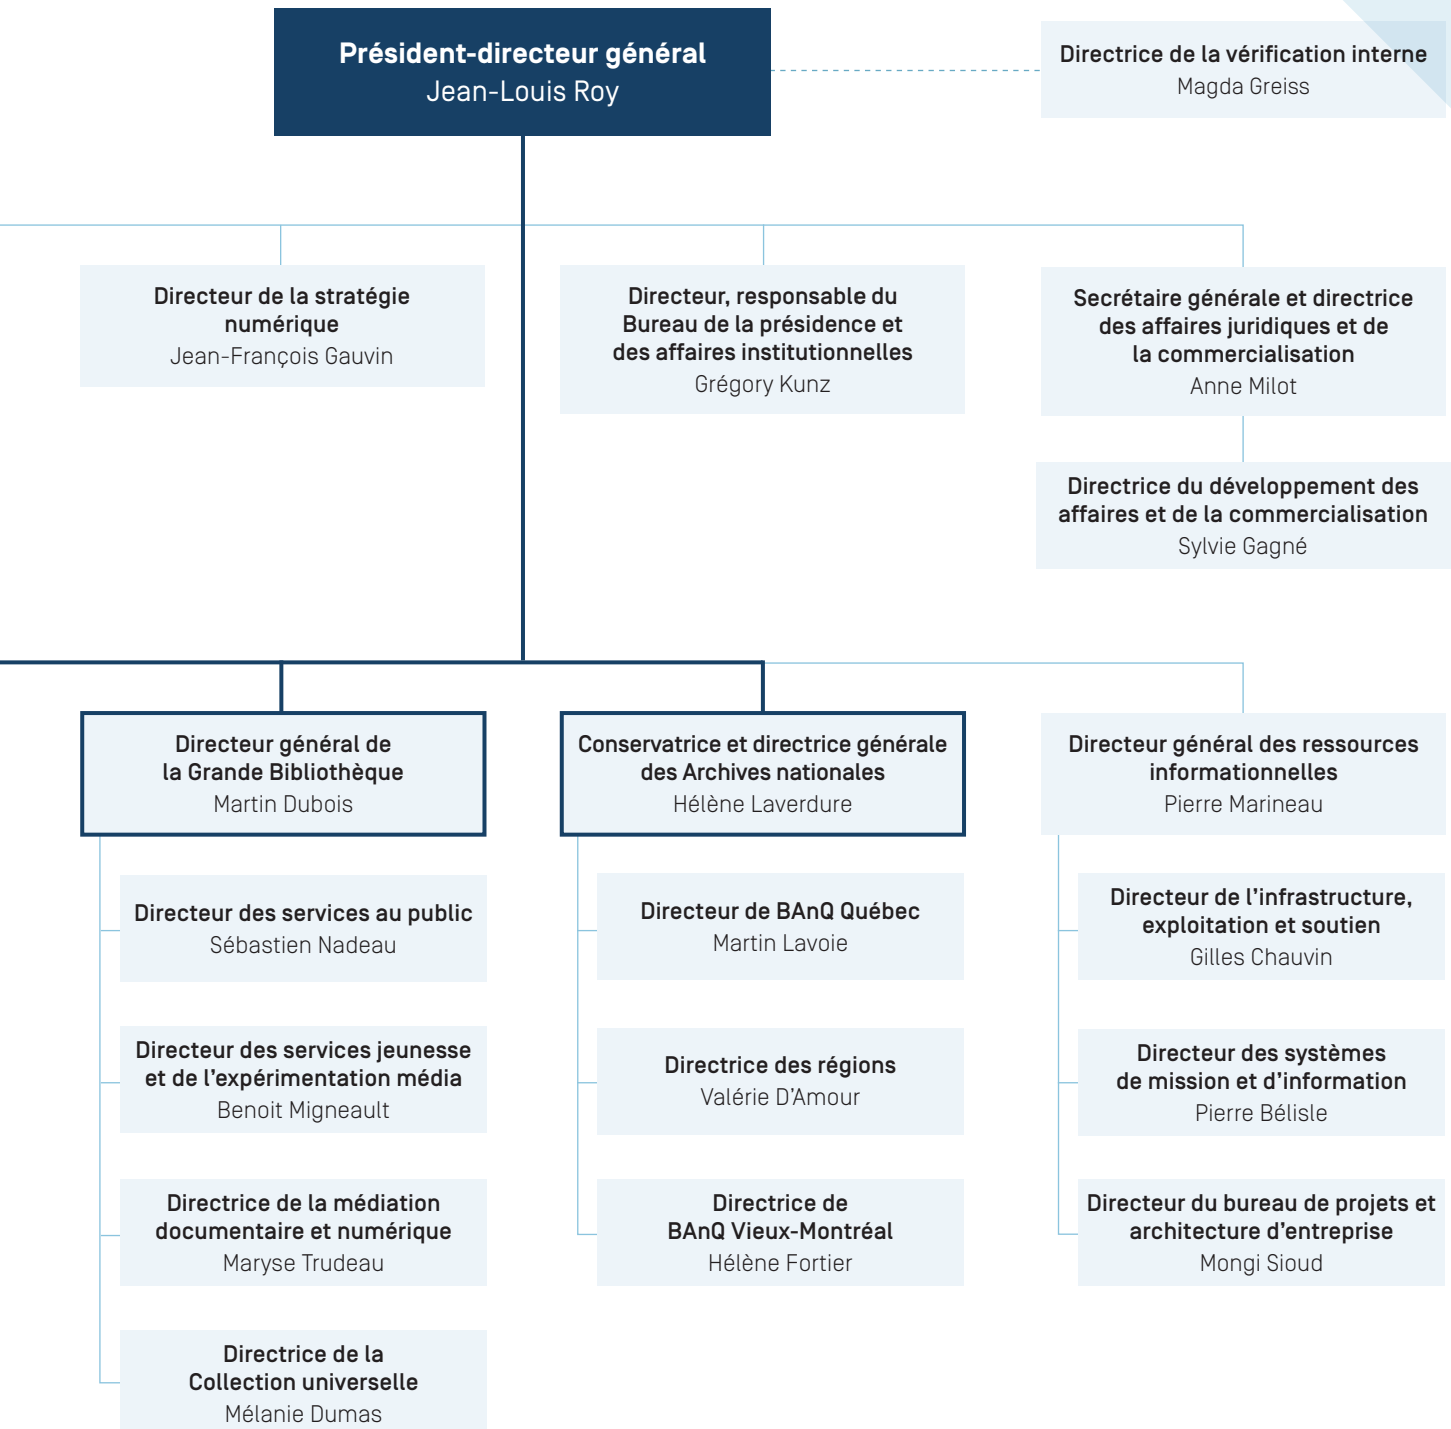 Président-directeur général
Jean-Louis Roy
Directrice de la vérification interne
Magda Greiss
Directeur de la stratégie
numérique
Jean-François Gauvin
Directeur, responsable du
Bureau de la présidence et
des affaires institutionnelles
Grégory Kunz
Secrétaire générale et directrice
des affaires juridiques et de
la commercialisation
Anne Milot
Directrice du développement des
affaires et de la commercialisation
Sylvie Gagné
Directeur général de
la Grande Bibliothèque
Martin Dubois
Directeur des services au public
Sébastien Nadeau
Directeur des services jeunesse
et de l’expérimentation média
Benoit Migneault
Directrice de la médiation
documentaire et numérique
Maryse Trudeau
Directrice de la
Collection universelle
Mélanie Dumas
Conservatrice et directrice générale
des Archives nationales
Hélène Laverdure
Directeur de BAnQ Québec
Martin Lavoie
Directrice des régions
Valérie D’Amour
Directrice de
BAnQ Vieux-Montréal
Hélène Fortier
Directeur général des ressources
informationnelles
Pierre Marineau
Directeur de l’infrastructure,
exploitation et soutien
Gilles Chauvin
Directeur des systèmes
de mission et d’information
Pierre Bélisle
Directeur du bureau de projets et
architecture d’entreprise
Mongi Sioud